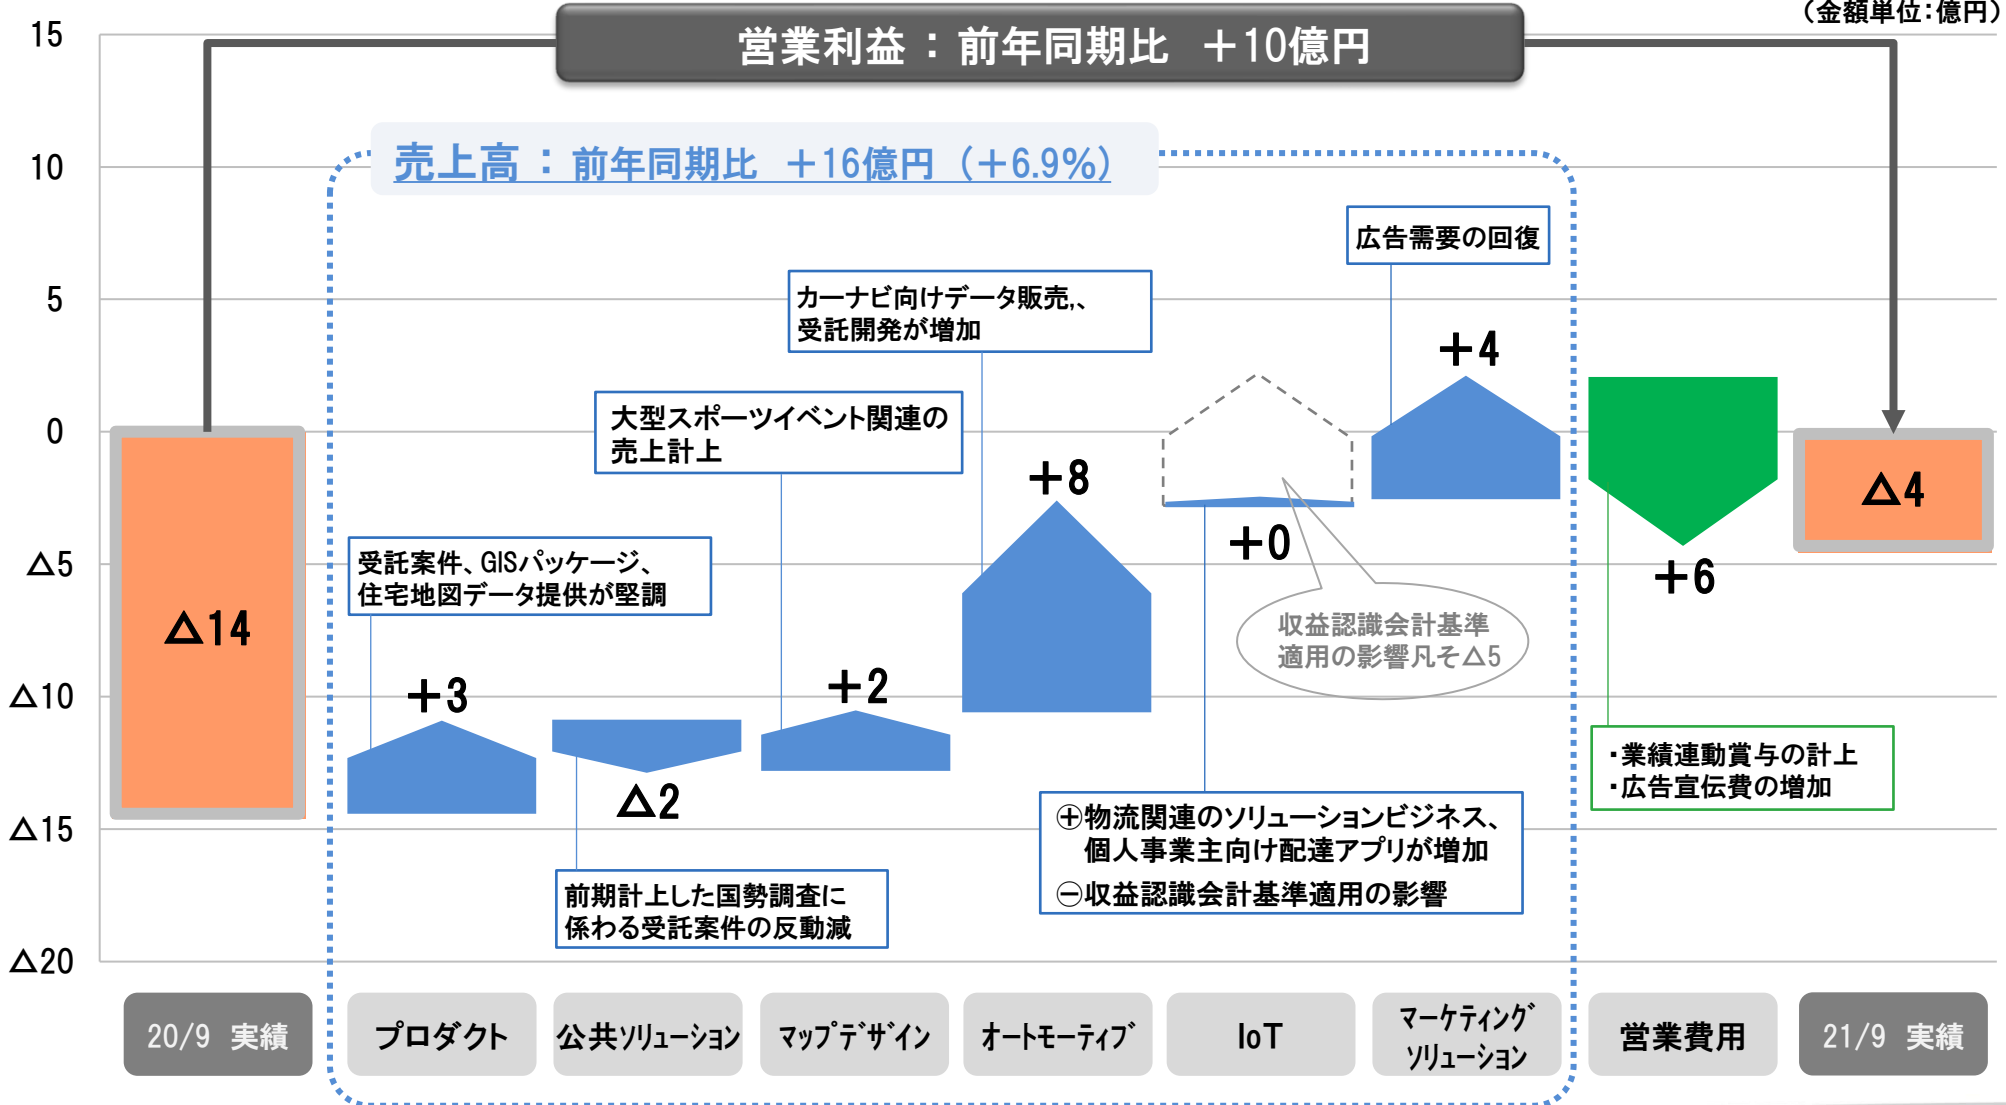 (金額単位:億円)
営業利益 : 前年同期比 +10億円
売上高 : 前年同期比 +16億円 (+6.9%)
15
10
5
0
△5
△10
△15
△20
△14
受託案件、GISパッケージ、
住宅地図データ提供が堅調
+3
△2
前期計上した国勢調査に
係わる受託案件の反動減
大型スポーツイベント関連の
売上計上
+2
カーナビ向けデータ販売,、
受託開発が増加
+8
+0
収益認識会計基準
適用の影響凡そ△5
⊕物流関連のソリューションビジネス、
個人事業主向け配達アプリが増加
⊖収益認識会計基準適用の影響
広告需要の回復
+4
+6
・業績連動賞与の計上
・広告宣伝費の増加
△4
20/9 実績
プロダクト
公共ソリューション
マップデザイン
オートモーティブ
IoT
マーケティング
ソリューション
営業費用
21/9 実績